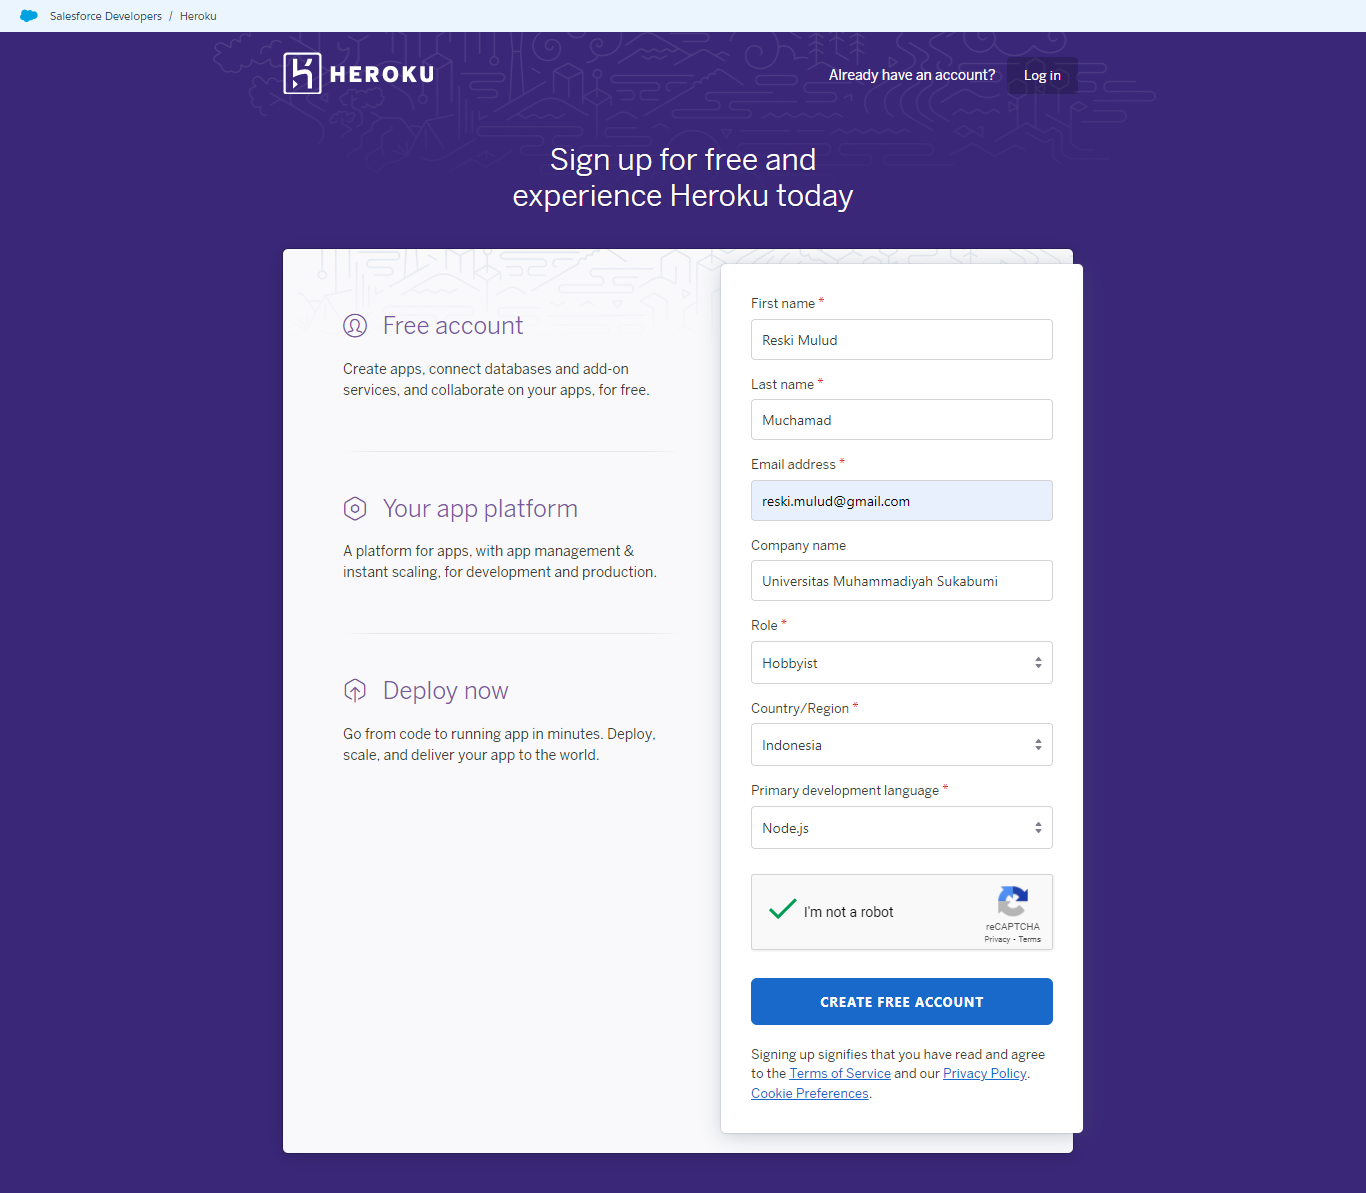 Salesforce Developers / Heroku
HEROKU
Already have an account?
Log in
Sign up for free and
experience Heroku today
Free account
Create apps, connect databases and add-on
services, and collaborate on your apps, for free.
Your app platform
A platform for apps, with app management &
instant scaling, for development and production.
Deploy now
Go from code to running app in minutes. Deploy,
scale, and deliver your app to the world.
First name *
Reski Mulud
Last name *
Muchamad
Email address *
reski.mulud@gmail.com
Company name
Universitas Muhammadiyah Sukabumi
Role *
Hobbyist
Country/Region *
Indonesia
Primary development language *
Node.js
I'm not a robot
reCAPTCHA
Privacy - Terms
CREATE FREE ACCOUNT
Signing up signifies that you have read and agree
to the Terms of Service and our Privacy Policy.
Cookie Preferences.